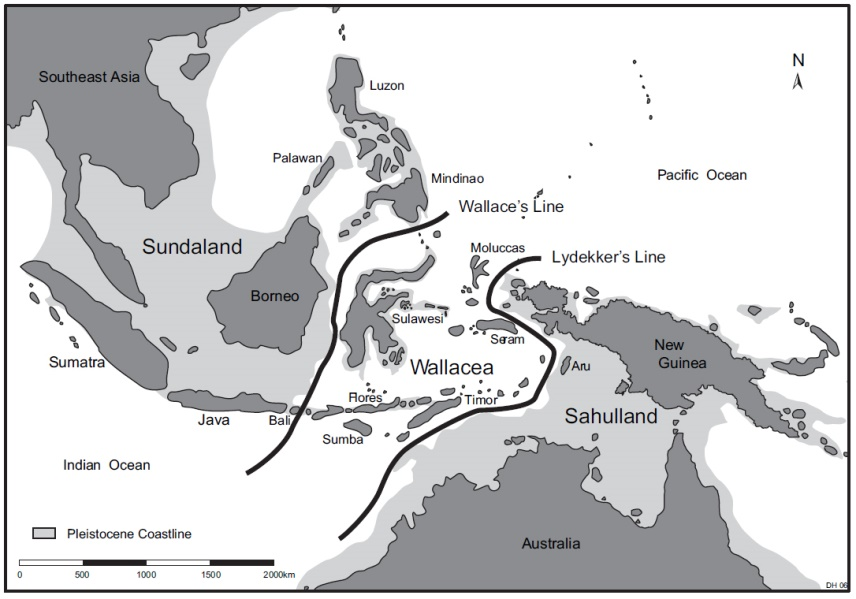 Southeast Asia
Luzon
N
Palawan
Mindinao
Pacific Ocean
Wallace's Line
Sundaland
Moluccas
Lydekker's Line
Borneo
Sulawesi
Seram
New
Guinea
Sumatra
Wallacea
Aru
Flores
Timor
Java
Bali
Sumba
Sahulland
Indian Ocean
Pleistocene Coastline
Australia
0 500 1000 1500 2000km
DH 06